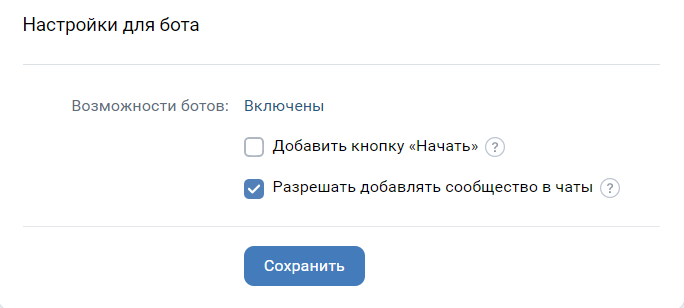 Настройки для бота
Возможности ботов: Включены
Добавить кнопку «Начать» ?
Разрешать добавлять сообщество в чаты ?
Сохранить